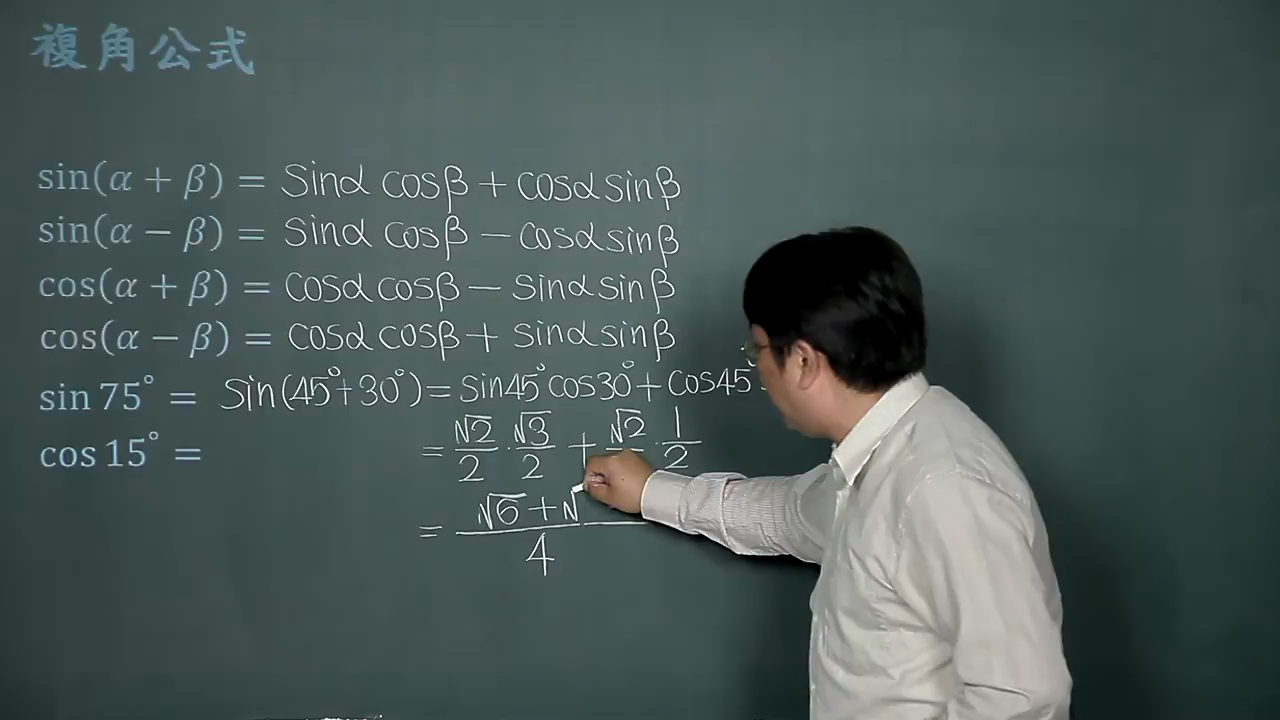 複角公式
sin(α + β) = sinα cosβ + cosα sinβ
sin(α − β) = sinα cosβ − cosα sinβ
cos(α + β) = cosα cosβ − sinα sinβ
cos(α − β) = cosα cosβ + sinα sinβ
sin 75° = sin(45°+30°) = sin45° cos30° + cos45°
cos 15° =
= √2/2 · √3/2 + √2 · 1/2
= √6 + √ / 4